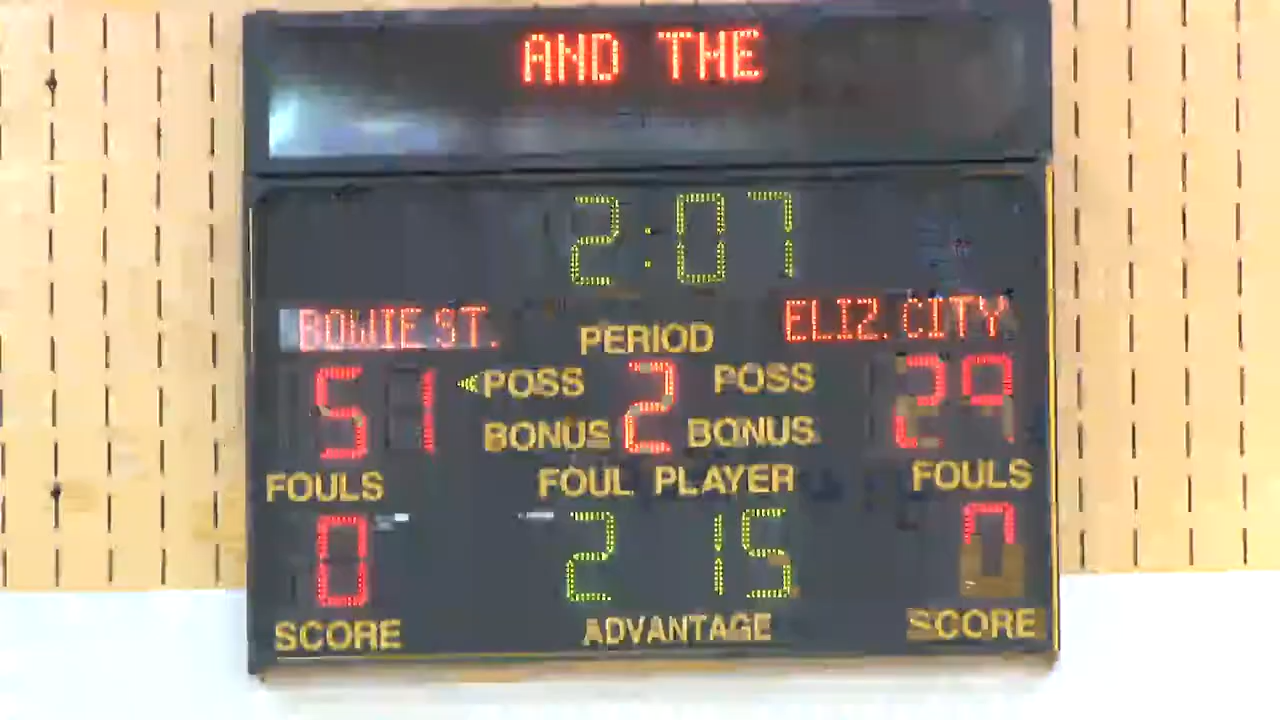 AND THE
2:07
BOWIE ST. ELIZ. CITY
PERIOD
51 POSS 2 POSS 29
BONUS BONUS
FOULS FOUL PLAYER FOULS
0 2 15 0
SCORE ADVANTAGE SCORE